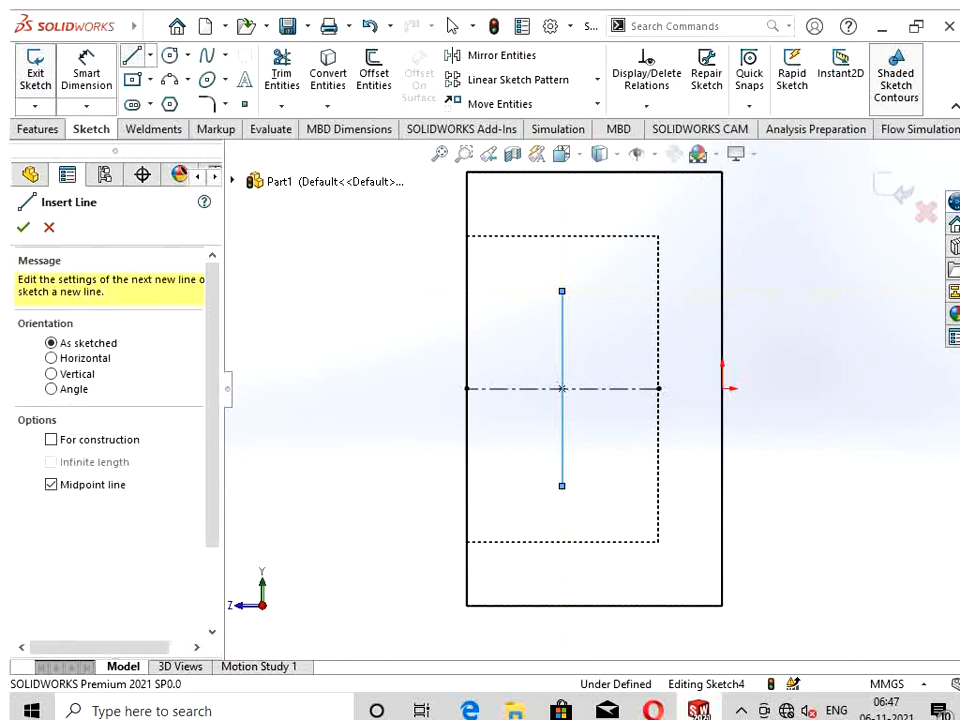 SOLIDWORKS
S...
Search Commands
Exit Sketch
Smart Dimension
Trim Entities
Convert Entities
Offset Entities
Offset On Surface
Mirror Entities
Linear Sketch Pattern
Move Entities
Display/Delete Relations
Repair Sketch
Quick Snaps
Rapid Sketch
Instant2D
Shaded Sketch Contours
Features
Sketch
Weldments
Markup
Evaluate
MBD Dimensions
SOLIDWORKS Add-Ins
Simulation
MBD
SOLIDWORKS CAM
Analysis Preparation
Flow Simulation
Part1 (Default<<Default>...
Insert Line
Message
Edit the settings of the next new line o
sketch a new line.
Orientation
As sketched
Horizontal
Vertical
Angle
Options
For construction
Infinite length
Midpoint line
Y
Z
Model
3D Views
Motion Study 1
SOLIDWORKS Premium 2021 SP0.0
Under Defined
Editing Sketch4
MMGS
Type here to search
ENG
06:47
06-11-2021